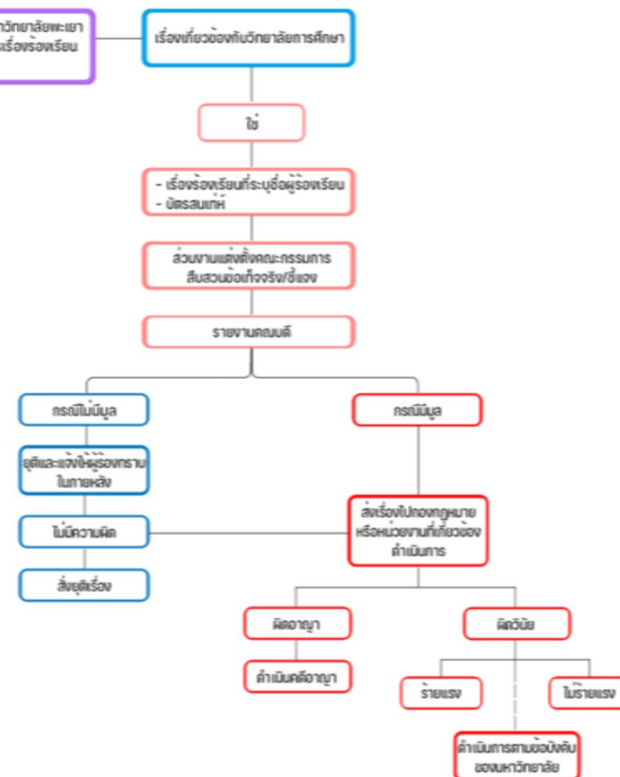 าวิทยาลัยพะเยา
รเรื่องร้องเรียน
เรื่องเกี่ยวข้องกับวิทยาลัยการศึกษา
ใช่
- เรื่องร้องเรียนที่ระบุชื่อผู้ร้องเรียน
- บัตรสนเท่ห์
ส่วนงานแต่งตั้งคณะกรรมการ
สืบสวนข้อเท็จจริง/ชี้แจง
รายงานคณบดี
กรณีไม่มีมูล
กรณีมีมูล
ยุติและแจ้งให้ผู้ร้องทราบ
ในภายหลัง
ส่งเรื่องไปกองกฎหมาย
หรือหน่วยงานที่เกี่ยวข้อง
ดำเนินการ
ไม่มีความผิด
สั่งยุติเรื่อง
ผิดอาญา
ผิดวินัย
ดำเนินคดีอาญา
ร้ายแรง
ไม่ร้ายแรง
ดำเนินการตามข้อบังคับ
ของมหาวิทยาลัย